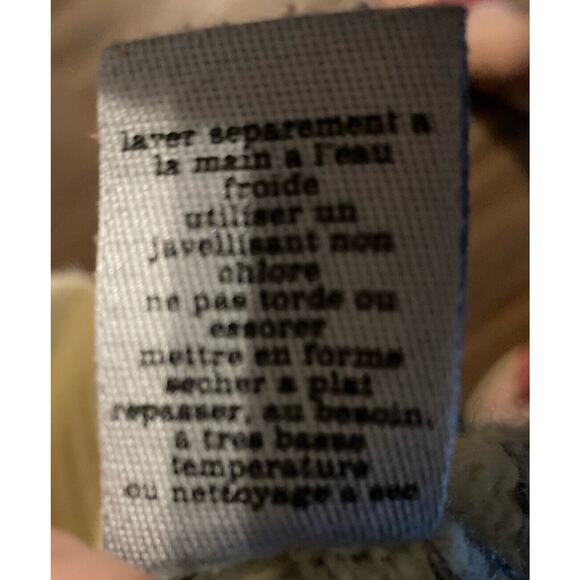 laver separement a
la main a l'eau
froide
utiliser un
javellisant non
chlore
ne pas torde ou
essorer
mettre en forme
secher a plat
repasser, au besoin,
a tres basse
temperature
ou nettoyage a sec